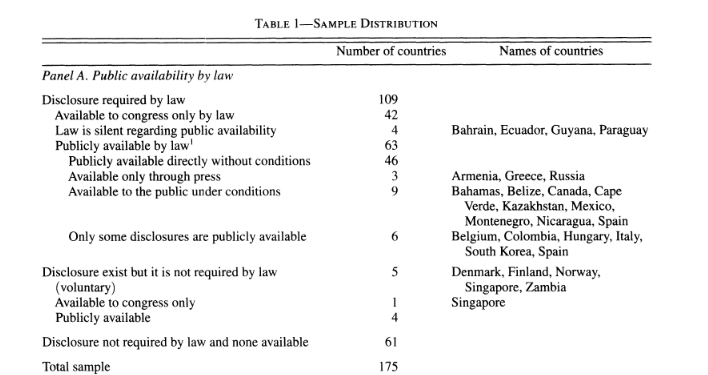 TABLE 1—SAMPLE DISTRIBUTION
Number of countries Names of countries
Panel A. Public availability by law
Disclosure required by law 109
Available to congress only by law 42
Law is silent regarding public availability 4 Bahrain, Ecuador, Guyana, Paraguay
Publicly available by law¹ 63
Publicly available directly without conditions 46
Available only through press 3 Armenia, Greece, Russia
Available to the public under conditions 9 Bahamas, Belize, Canada, Cape
Verde, Kazakhstan, Mexico,
Montenegro, Nicaragua, Spain
Only some disclosures are publicly available 6 Belgium, Colombia, Hungary, Italy,
South Korea, Spain
Disclosure exist but it is not required by law 5 Denmark, Finland, Norway,
(voluntary) Singapore, Zambia
Available to congress only 1 Singapore
Publicly available 4
Disclosure not required by law and none available 61
Total sample 175